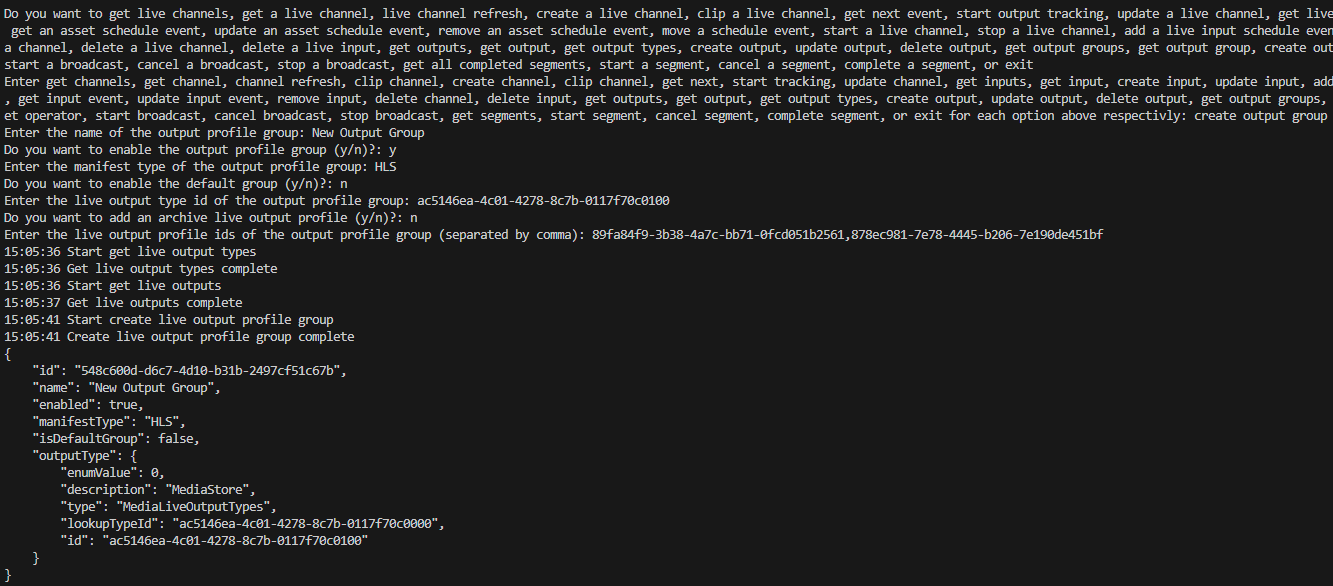 Do you want to get live channels, get a live channel, live channel refresh, create a live channel, clip a live channel, get next event, start output tracking, update a live channel, get live
get an asset schedule event, update an asset schedule event, remove an asset schedule event, move a schedule event, start a live channel, stop a live channel, add a live input schedule even
a channel, delete a live channel, delete a live input, get outputs, get output, get output types, create output, update output, delete output, get output groups, get output group, create out
start a broadcast, cancel a broadcast, stop a broadcast, get all completed segments, start a segment, cancel a segment, complete a segment, or exit
Enter get channels, get channel, channel refresh, clip channel, create channel, clip channel, get next, start tracking, update channel, get inputs, get input, create input, update input, add
, get input event, update input event, remove input, delete channel, delete input, get outputs, get output, get output types, create output, update output, delete output, get output groups,
et operator, start broadcast, cancel broadcast, stop broadcast, get segments, start segment, cancel segment, complete segment, or exit for each option above respectivly: create output group
Enter the name of the output profile group: New Output Group
Do you want to enable the output profile group (y/n)?: y
Enter the manifest type of the output profile group: HLS
Do you want to enable the default group (y/n)?: n
Enter the live output type id of the output profile group: ac5146ea-4c01-4278-8c7b-0117f70c0100
Do you want to add an archive live output profile (y/n)?: n
Enter the live output profile ids of the output profile group (separated by comma): 89fa84f9-3b38-4a7c-bb71-0fcd051b2561,878ec981-7e78-4445-b206-7e190de451bf
15:05:36 Start get live output types
15:05:36 Get live output types complete
15:05:36 Start get live outputs
15:05:37 Get live outputs complete
15:05:41 Start create live output profile group
15:05:41 Create live output profile group complete
{
    "id": "548c600d-d6c7-4d10-b31b-2497cf51c67b",
    "name": "New Output Group",
    "enabled": true,
    "manifestType": "HLS",
    "isDefaultGroup": false,
    "outputType": {
        "enumValue": 0,
        "description": "MediaStore",
        "type": "MediaLiveOutputTypes",
        "lookupTypeId": "ac5146ea-4c01-4278-8c7b-0117f70c0000",
        "id": "ac5146ea-4c01-4278-8c7b-0117f70c0100"
    }
}